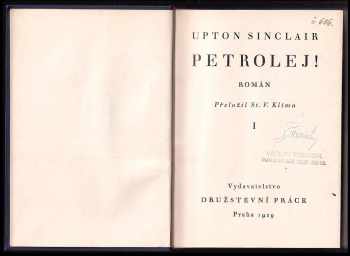 UPTON SINCLAIR
PETROLEJ!
ROMÁN
Přeložil St. V. Klíma
I
Vydavatelstvo
DRUŽSTEVNÍ PRÁCE
Praha 1929